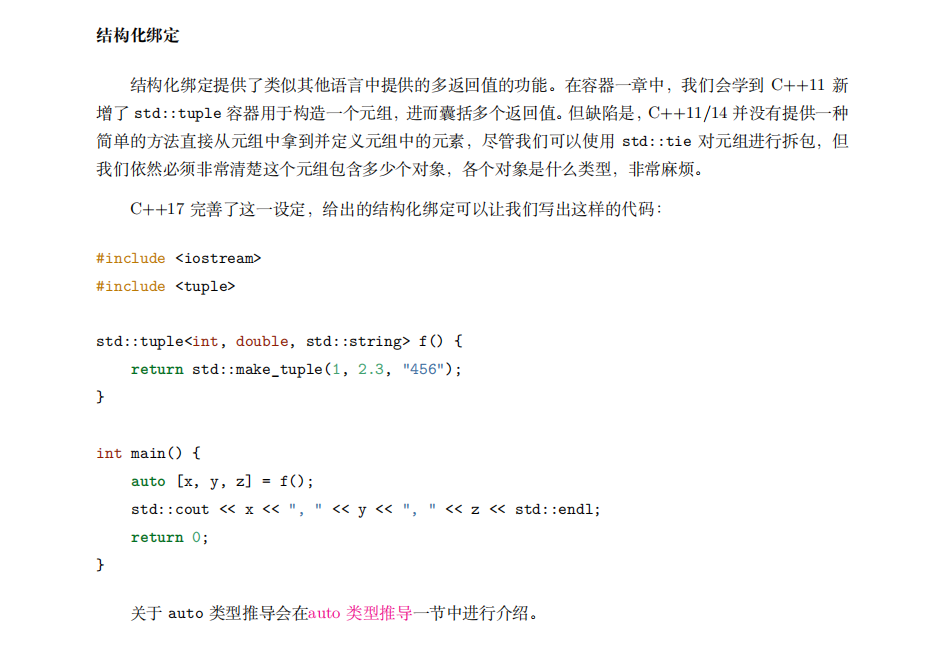 结构化绑定
结构化绑定提供了类似其他语言中提供的多返回值的功能。在容器一章中，我们会学到 C++11 新
增了 std::tuple 容器用于构造一个元组，进而囊括多个返回值。但缺陷是，C++11/14 并没有提供一种
简单的方法直接从元组中拿到并定义元组中的元素，尽管我们可以使用 std::tie 对元组进行拆包，但
我们依然必须非常清楚这个元组包含多少个对象，各个对象是什么类型，非常麻烦。
C++17 完善了这一设定，给出的结构化绑定可以让我们写出这样的代码：
#include <iostream>
#include <tuple>
std::tuple<int, double, std::string> f() {
return std::make_tuple(1, 2.3, "456");
}
int main() {
auto [x, y, z] = f();
std::cout << x << ", " << y << ", " << z << std::endl;
return 0;
}
关于 auto 类型推导会在auto 类型推导一节中进行介绍。